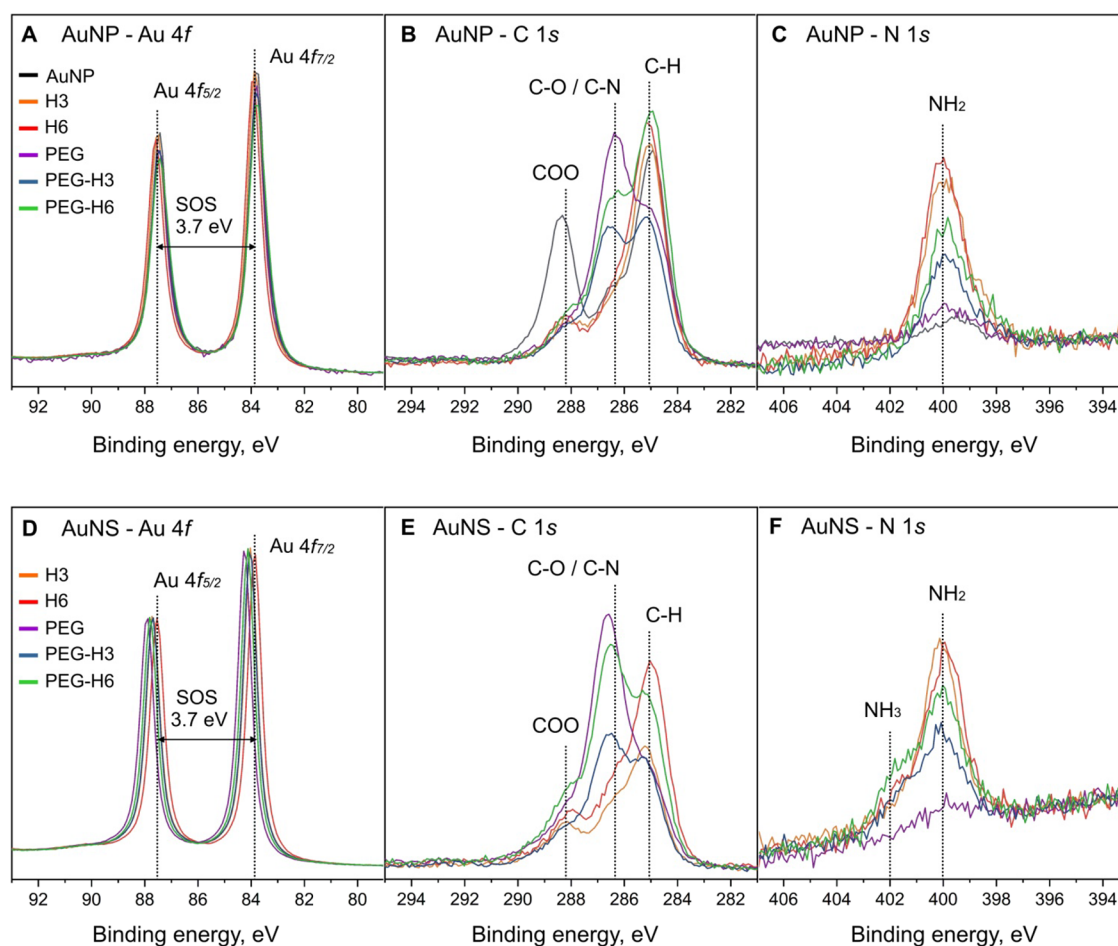 A AuNP - Au 4f
Au 4f7/2
Au 4f5/2
AuNP
H3
H6
PEG
PEG-H3
PEG-H6
SOS
3.7 eV
92 90 88 86 84 82 80
Binding energy, eV
B AuNP - C 1s
C-H
C-O / C-N
COO
294 292 290 288 286 284 282
Binding energy, eV
C AuNP - N 1s
NH2
406 404 402 400 398 396 394
Binding energy, eV
D AuNS - Au 4f
Au 4f7/2
Au 4f5/2
H3
H6
PEG
PEG-H3
PEG-H6
SOS
3.7 eV
92 90 88 86 84 82 80
Binding energy, eV
E AuNS - C 1s
C-O / C-N
C-H
COO
294 292 290 288 286 284 282
Binding energy, eV
F AuNS - N 1s
NH2
NH3
406 404 402 400 398 396 394
Binding energy, eV